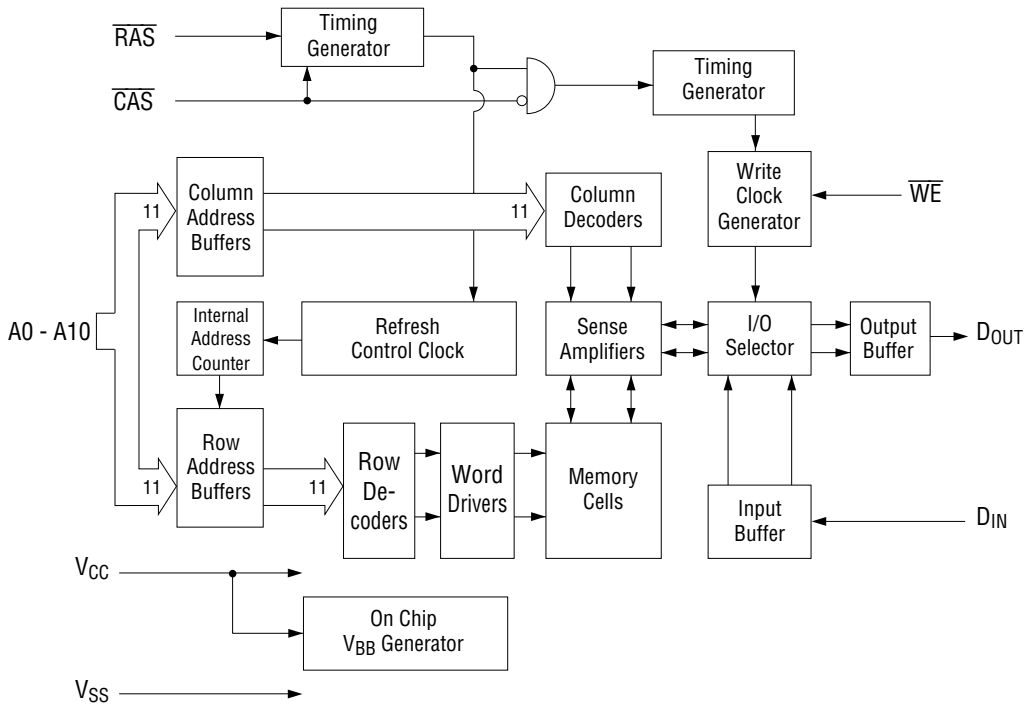 RAS
Timing
Generator
CAS
Timing
Generator
Column
Address
Buffers
11
11
Column
Decoders
Write
Clock
Generator
WE
A0 - A10
Internal
Address
Counter
Refresh
Control Clock
Sense
Amplifiers
I/O
Selector
Output
Buffer
DOUT
Row
Address
Buffers
11
11
Row
De-
coders
Word
Drivers
Memory
Cells
Input
Buffer
DIN
VCC
On Chip
VBB Generator
VSS